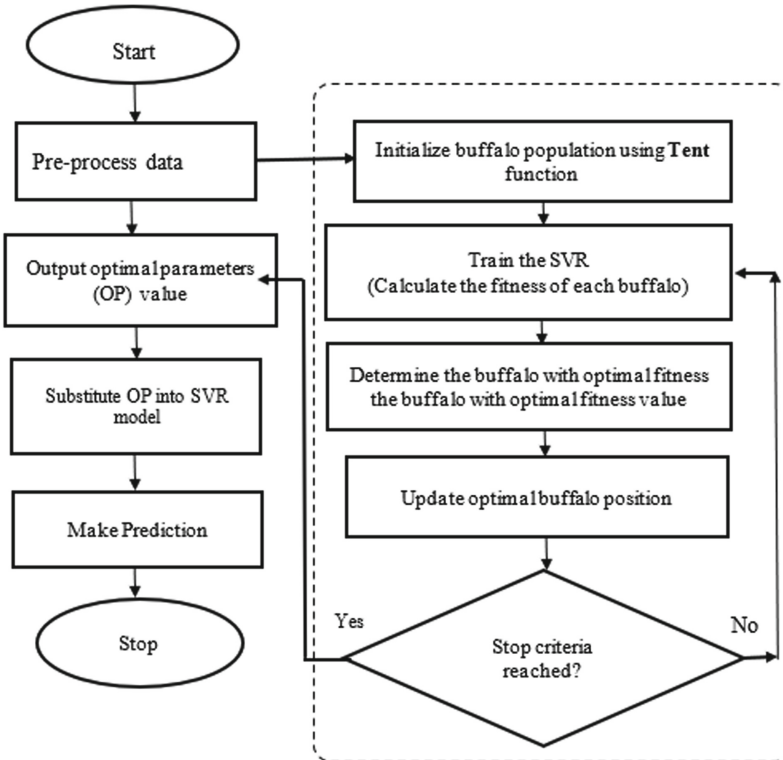 Start
Pre-process data
Output optimal parameters
(OP) value
Substitute OP into SVR
model
Make Prediction
Stop
Initialize buffalo population using Tent
function
Train the SVR
(Calculate the fitness of each buffalo)
Determine the buffalo with optimal fitness
the buffalo with optimal fitness value
Update optimal buffalo position
Yes
No
Stop criteria
reached?